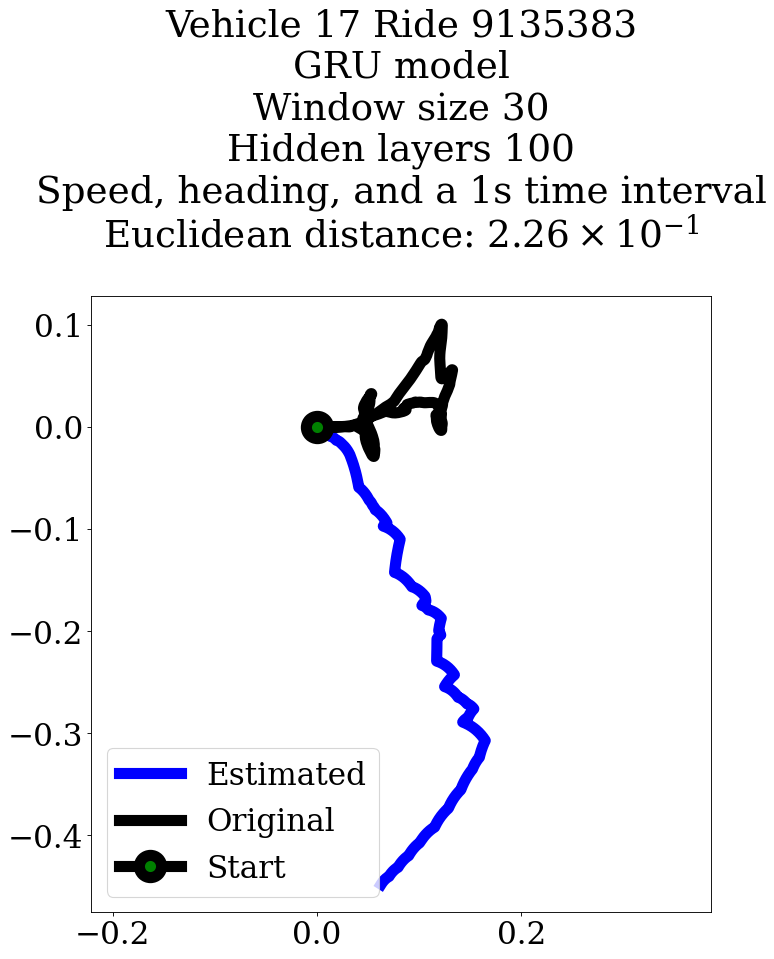 Vehicle 17 Ride 9135383
GRU model
Window size 30
Hidden layers 100
Speed, heading, and a 1s time interval
Euclidean distance: 2.26 × 10⁻¹
0.1
0.0
−0.1
−0.2
−0.3
−0.4
Estimated
Original
Start
−0.2
0.0
0.2